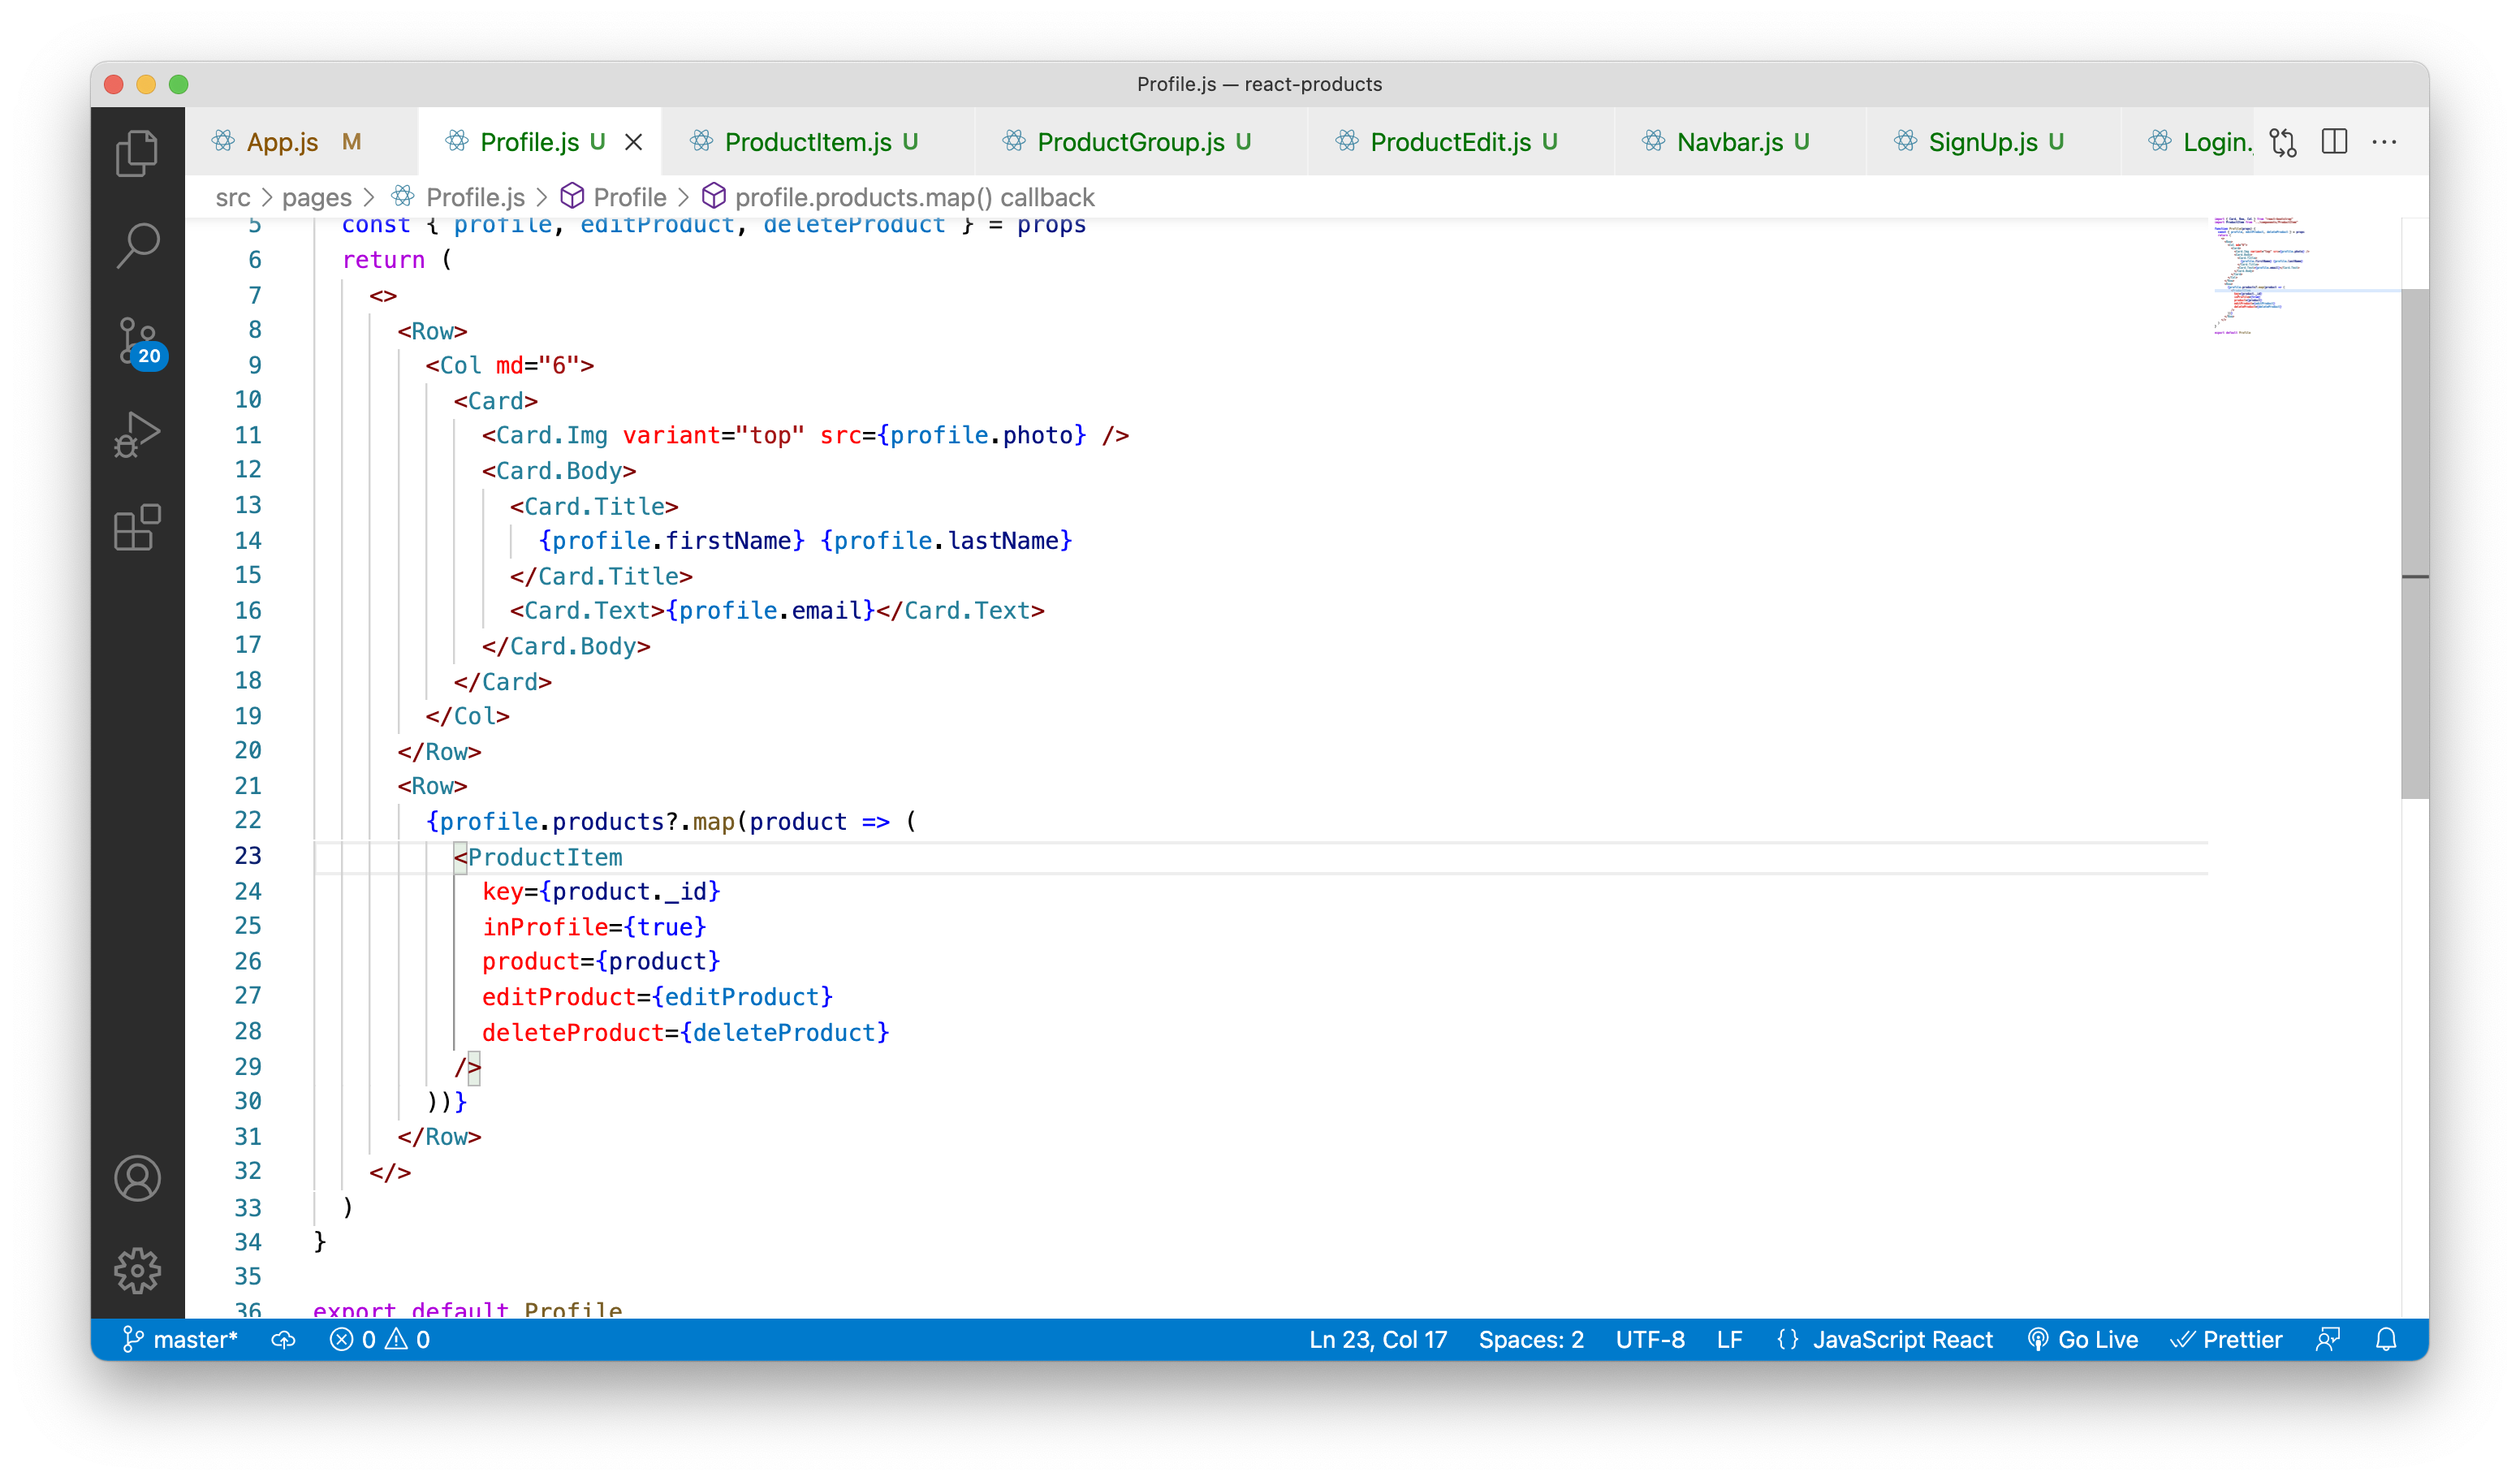 Profile.js — react-products
App.js M Profile.js U ProductItem.js U ProductGroup.js U ProductEdit.js U Navbar.js U SignUp.js U Login.
src > pages > Profile.js > Profile > profile.products.map() callback
5 const { profile, editProduct, deleteProduct } = props
6 return (
7 <>
8 <Row>
9 <Col md="6">
10 <Card>
11 <Card.Img variant="top" src={profile.photo} />
12 <Card.Body>
13 <Card.Title>
14 {profile.firstName} {profile.lastName}
15 </Card.Title>
16 <Card.Text>{profile.email}</Card.Text>
17 </Card.Body>
18 </Card>
19 </Col>
20 </Row>
21 <Row>
22 {profile.products?.map(product => (
23 <ProductItem
24 key={product._id}
25 inProfile={true}
26 product={product}
27 editProduct={editProduct}
28 deleteProduct={deleteProduct}
29 />
30 ))}
31 </Row>
32 </>
33 )
34 }
35
36 export default Profile
20
master* 0 0 Ln 23, Col 17 Spaces: 2 UTF-8 LF {} JavaScript React Go Live Prettier